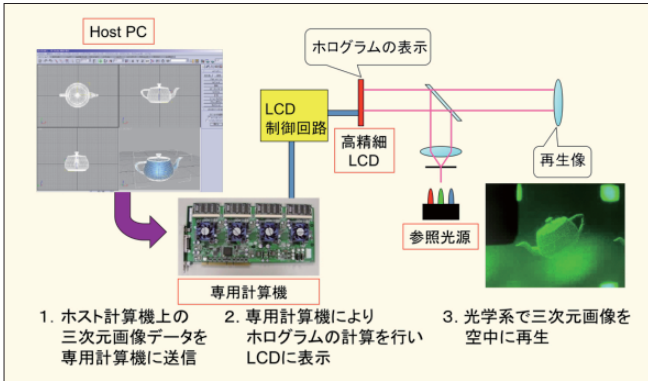 Host PC
ホログラムの表示
LCD
制御回路
高精細
LCD
再生像
参照光源
専用計算機
1. ホスト計算機上の
三次元画像データを
専用計算機に送信
2. 専用計算機により
ホログラムの計算を行い
LCDに表示
3. 光学系で三次元画像を
空中に再生